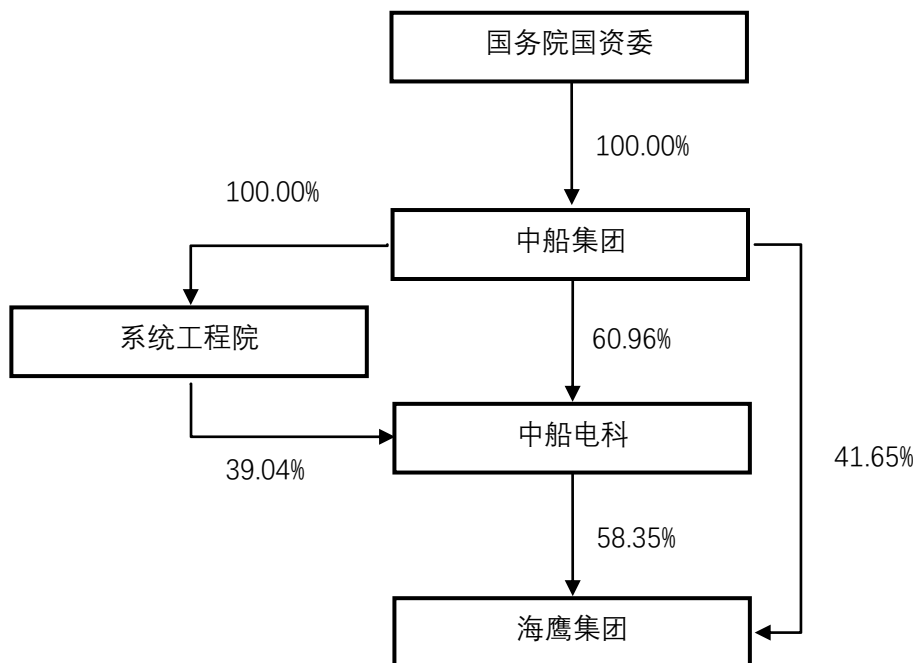 国务院国资委
100.00%
100.00%
中船集团
系统工程院
60.96%
中船电科
39.04%
41.65%
58.35%
海鹰集团